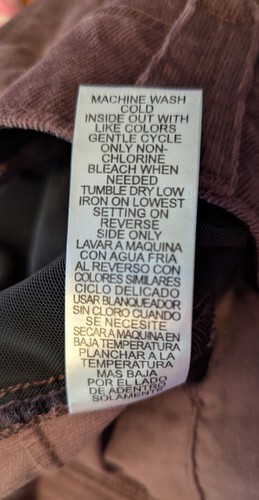 MACHINE WASH
COLD
INSIDE OUT WITH
LIKE COLORS
GENTLE CYCLE
ONLY NON-
CHLORINE
BLEACH WHEN
NEEDED
TUMBLE DRY LOW
IRON ON LOWEST
SETTING ON
REVERSE
SIDE ONLY
LAVAR A MAQUINA
CON AGUA FRIA
AL REVERSO CON
COLORES SIMILARES
CICLO DELICADO
USAR BLANQUEADOR
SIN CLORO CUANDO
SE NECESITE
SECAR A MAQUINA EN
BAJA TEMPERATURA
PLANCHAR A LA
TEMPERATURA
MAS BAJA
POR EL LADO
DE ADENTRO
SOLAMENTE